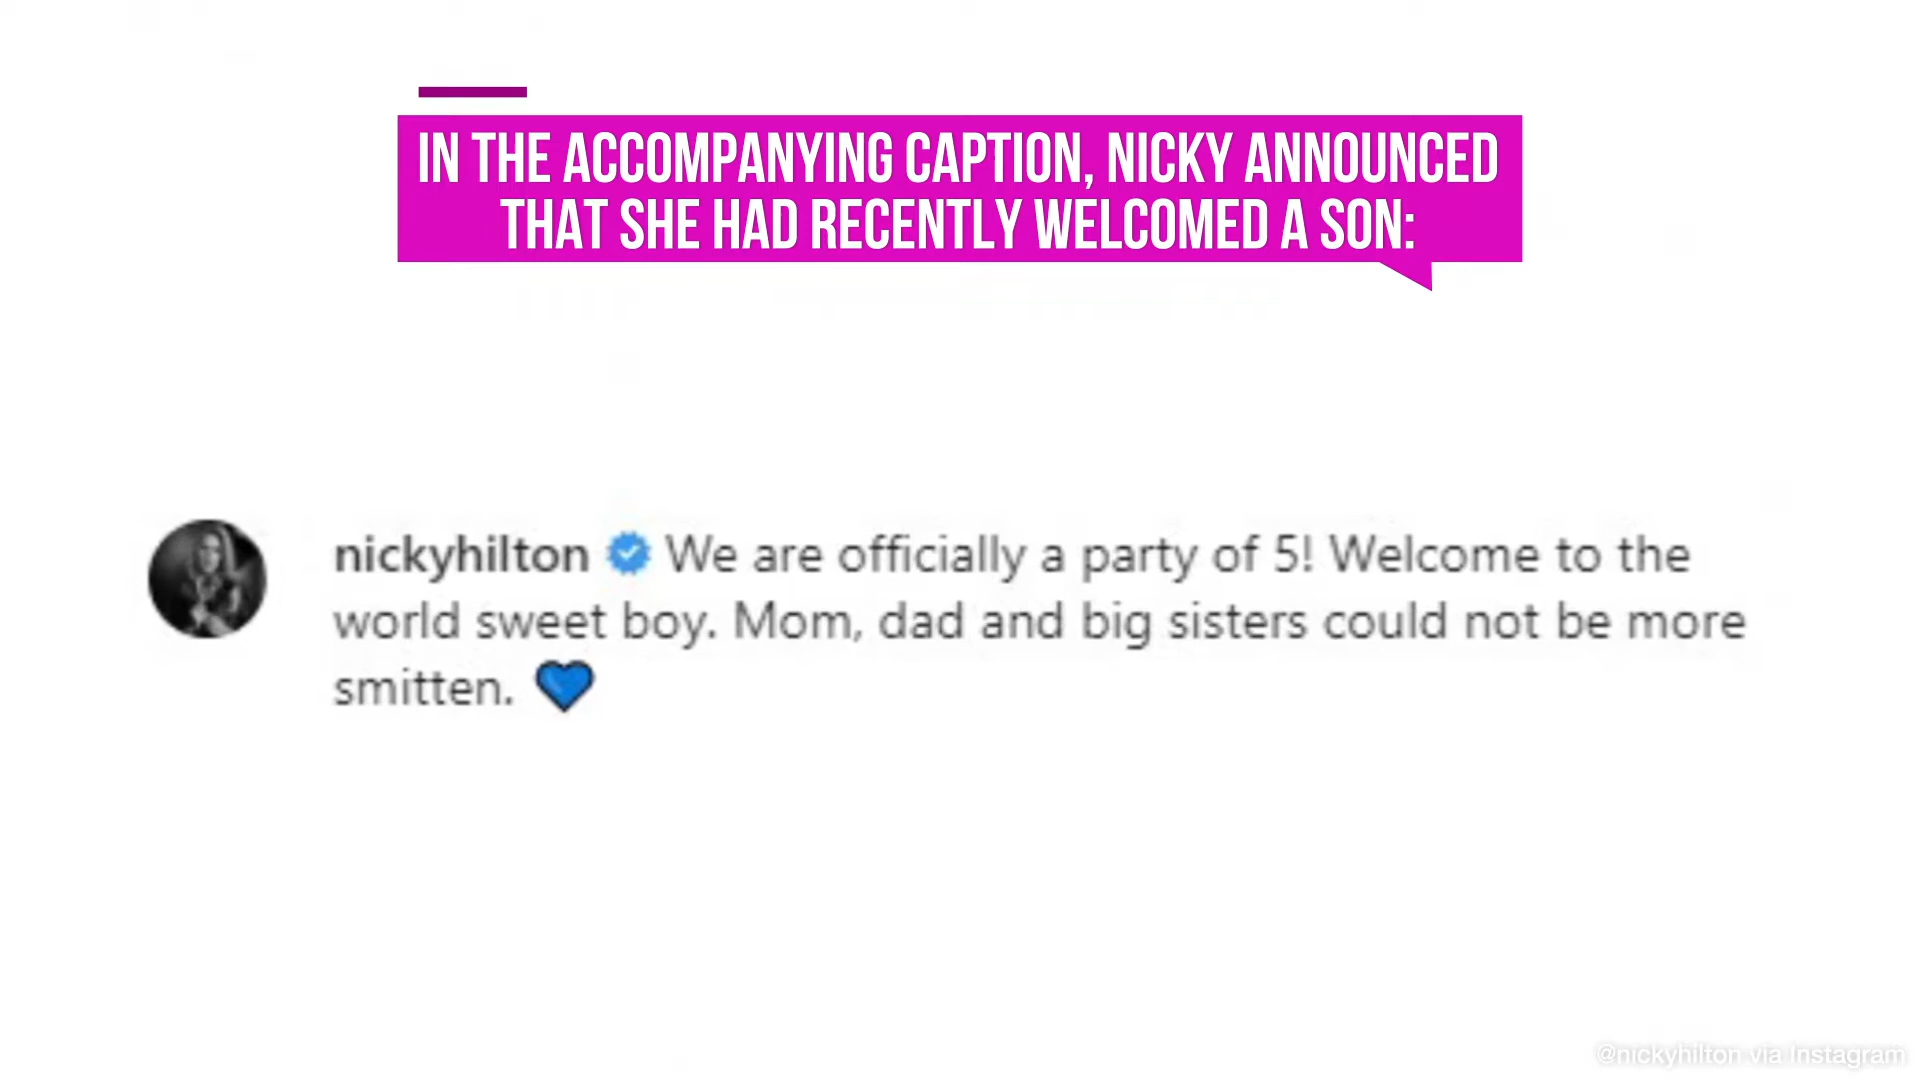 IN THE ACCOMPANYING CAPTION, NICKY ANNOUNCED
THAT SHE HAD RECENTLY WELCOMED A SON:
nickyhilton We are officially a party of 5! Welcome to the
world sweet boy. Mom, dad and big sisters could not be more
smitten. 💙
@nickyhilton via Instagram